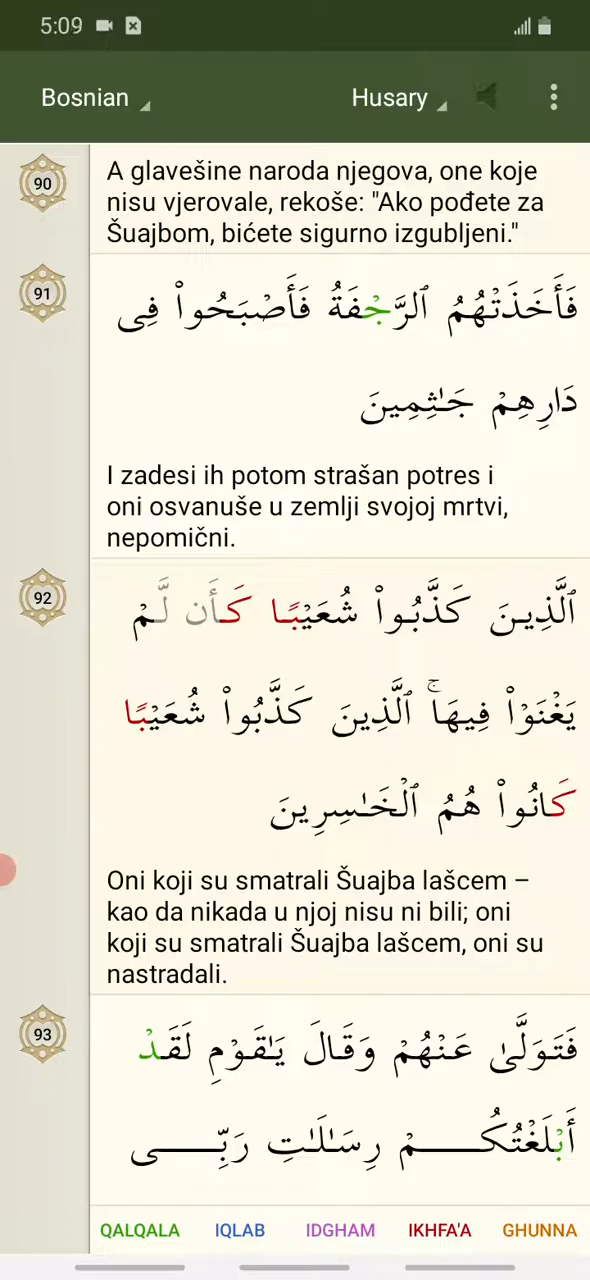 5:09
Bosnian
Husary
90
A glavešine naroda njegova, one koje
nisu vjerovale, rekoše: "Ako pođete za
Šuajbom, bićete sigurno izgubljeni."
91
فَأَخَذَتْهُمُ ٱلرَّجْفَةُ فَأَصْبَحُوا۟ فِى
دَارِهِمْ جَـٰثِمِينَ
I zadesi ih potom strašan potres i
oni osvanuše u zemlji svojoj mrtvi,
nepomični.
92
ٱلَّذِينَ كَذَّبُوا۟ شُعَيْبًا كَأَن لَّمْ
يَغْنَوْا۟ فِيهَا ۚ ٱلَّذِينَ كَذَّبُوا۟ شُعَيْبًا
كَانُوا۟ هُمُ ٱلْخَـٰسِرِينَ
Oni koji su smatrali Šuajba lašcem –
kao da nikada u njoj nisu ni bili; oni
koji su smatrali Šuajba lašcem, oni su
nastradali.
93
فَتَوَلَّىٰ عَنْهُمْ وَقَالَ يَـٰقَوْمِ لَقَدْ
أَبْلَغْتُكُمْ رِسَـٰلَـٰتِ رَبِّى
QALQALA IQLAB IDGHAM IKHFA'A GHUNNA